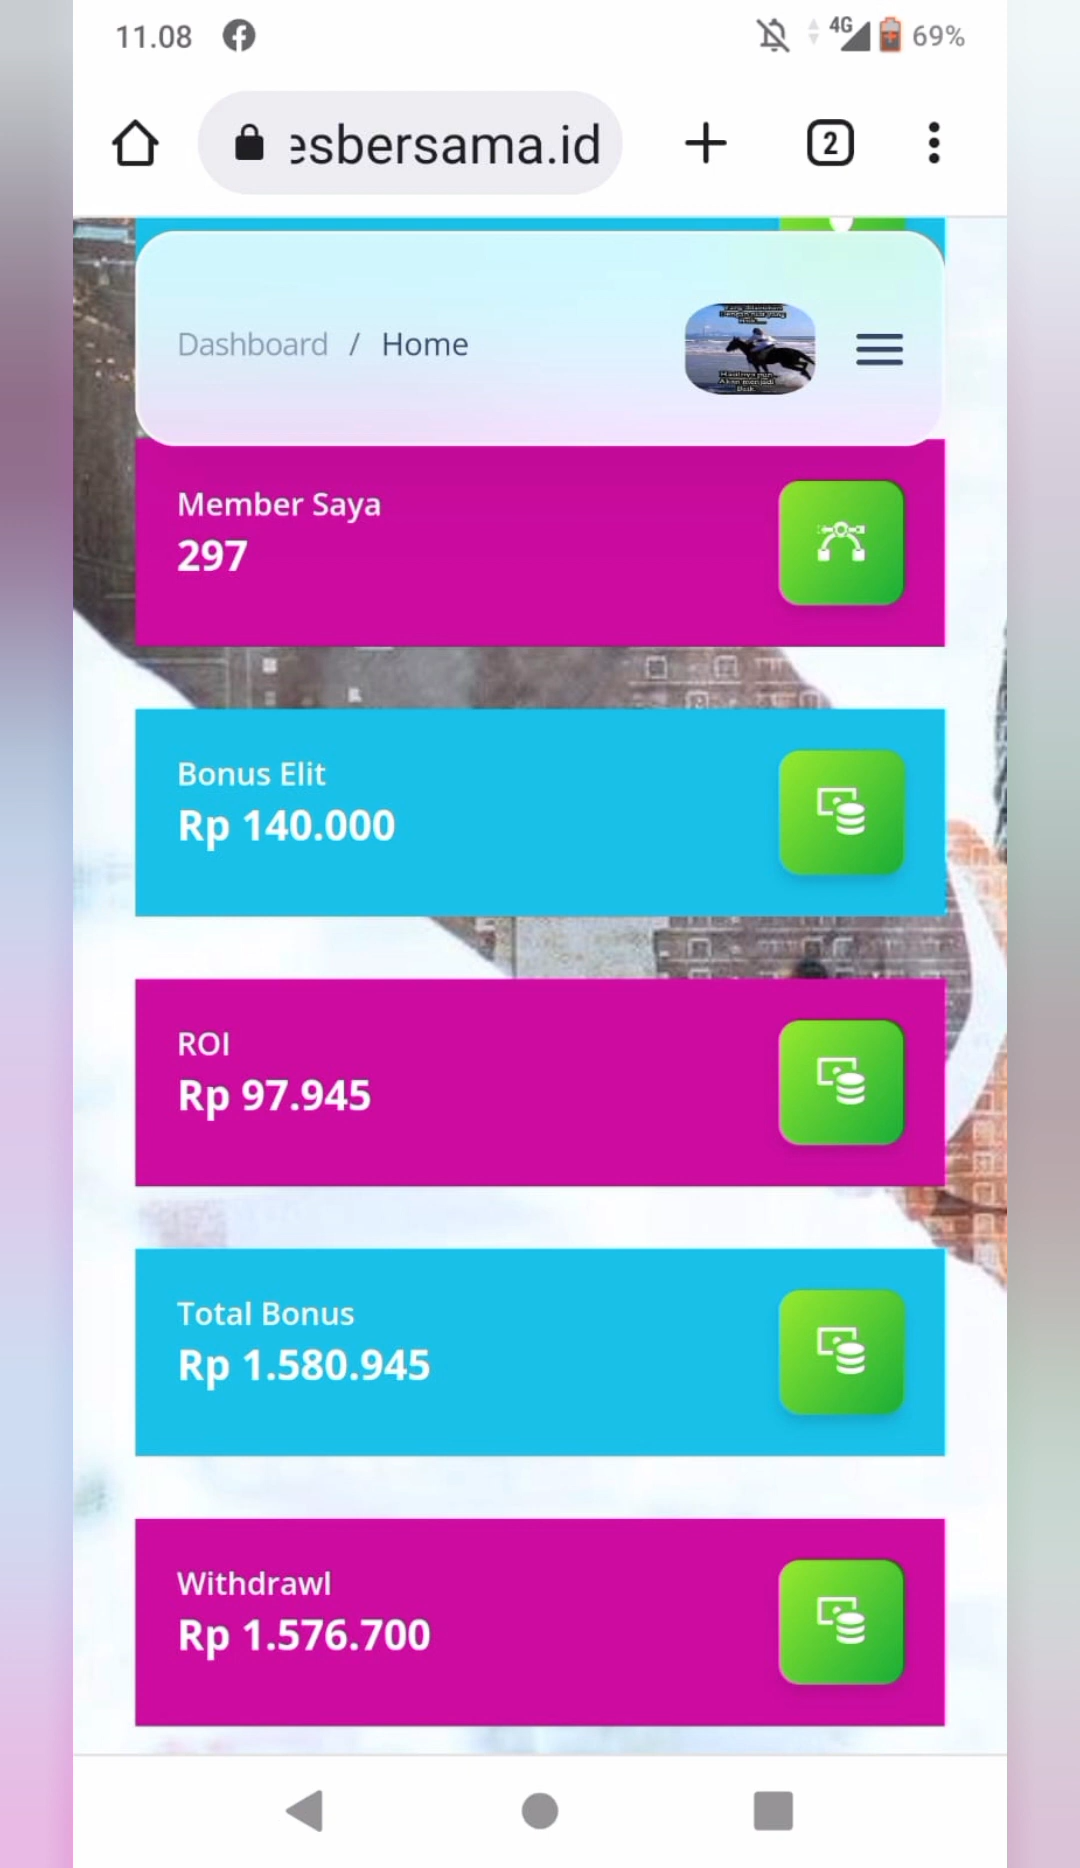 11.08
4G
69%
esbersama.id
2
Dashboard / Home
Member Saya
297
Bonus Elit
Rp 140.000
ROI
Rp 97.945
Total Bonus
Rp 1.580.945
Withdrawl
Rp 1.576.700